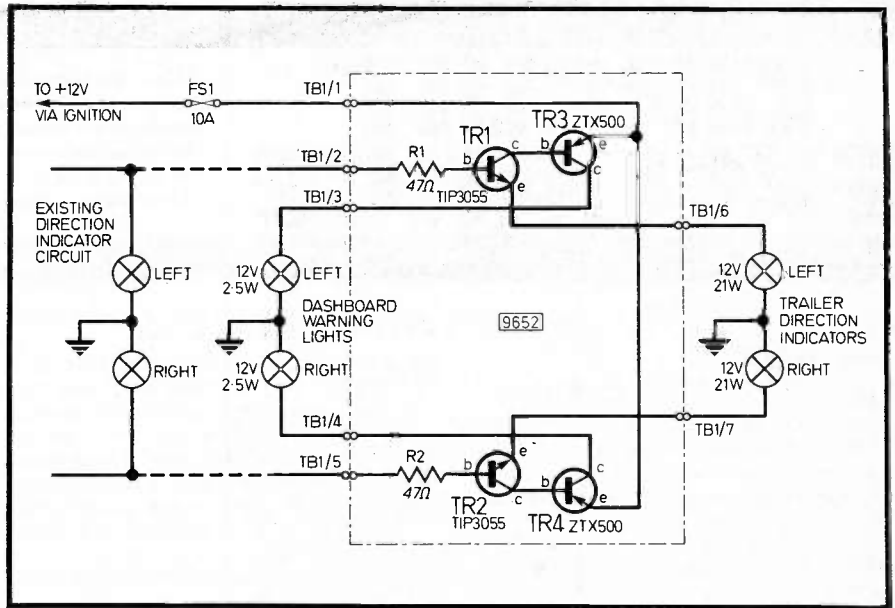 TO +12V
VIA IGNITION
FS1
10A
TB1/1
TB1/2
TB1/3
R1
47Ω
TR1
b
c
e
TIP3055
TR3 ZTX500
b
e
c
TB1/6
EXISTING
DIRECTION
INDICATOR
CIRCUIT
LEFT
RIGHT
12V
2·5W
LEFT
DASHBOARD
WARNING
LIGHTS
12V
2·5W
RIGHT
9652
12V
21W
LEFT
TRAILER
DIRECTION
INDICATORS
12V
21W
RIGHT
TB1/4
TB1/5
R2
47Ω
b
e
c
TR2
TIP3055
b
c
e
TR4 ZTX500
TB1/7